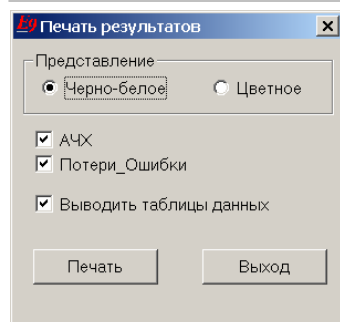 E9 Печать результатов
Представление
Черно-белое Цветное
АЧХ
Потери_Ошибки
Выводить таблицы данных
Печать Выход